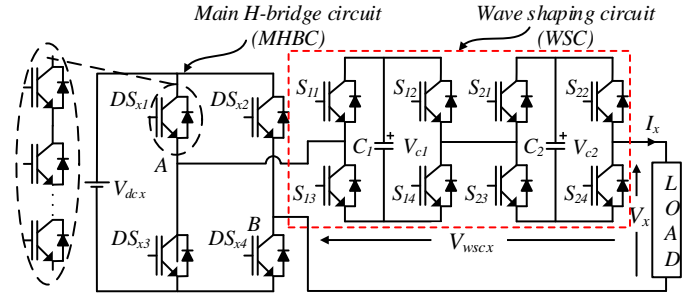 Main H-bridge circuit
(MHBC)
Wave shaping circuit
(WSC)
DSx1
DSx2
S11
S12
S21
S22
Ix
A
C1
+
Vc1
C2
+
Vc2
Vdcx
S13
S14
S23
S24
LOAD
Vx
DSx3
DSx4
B
Vwscx